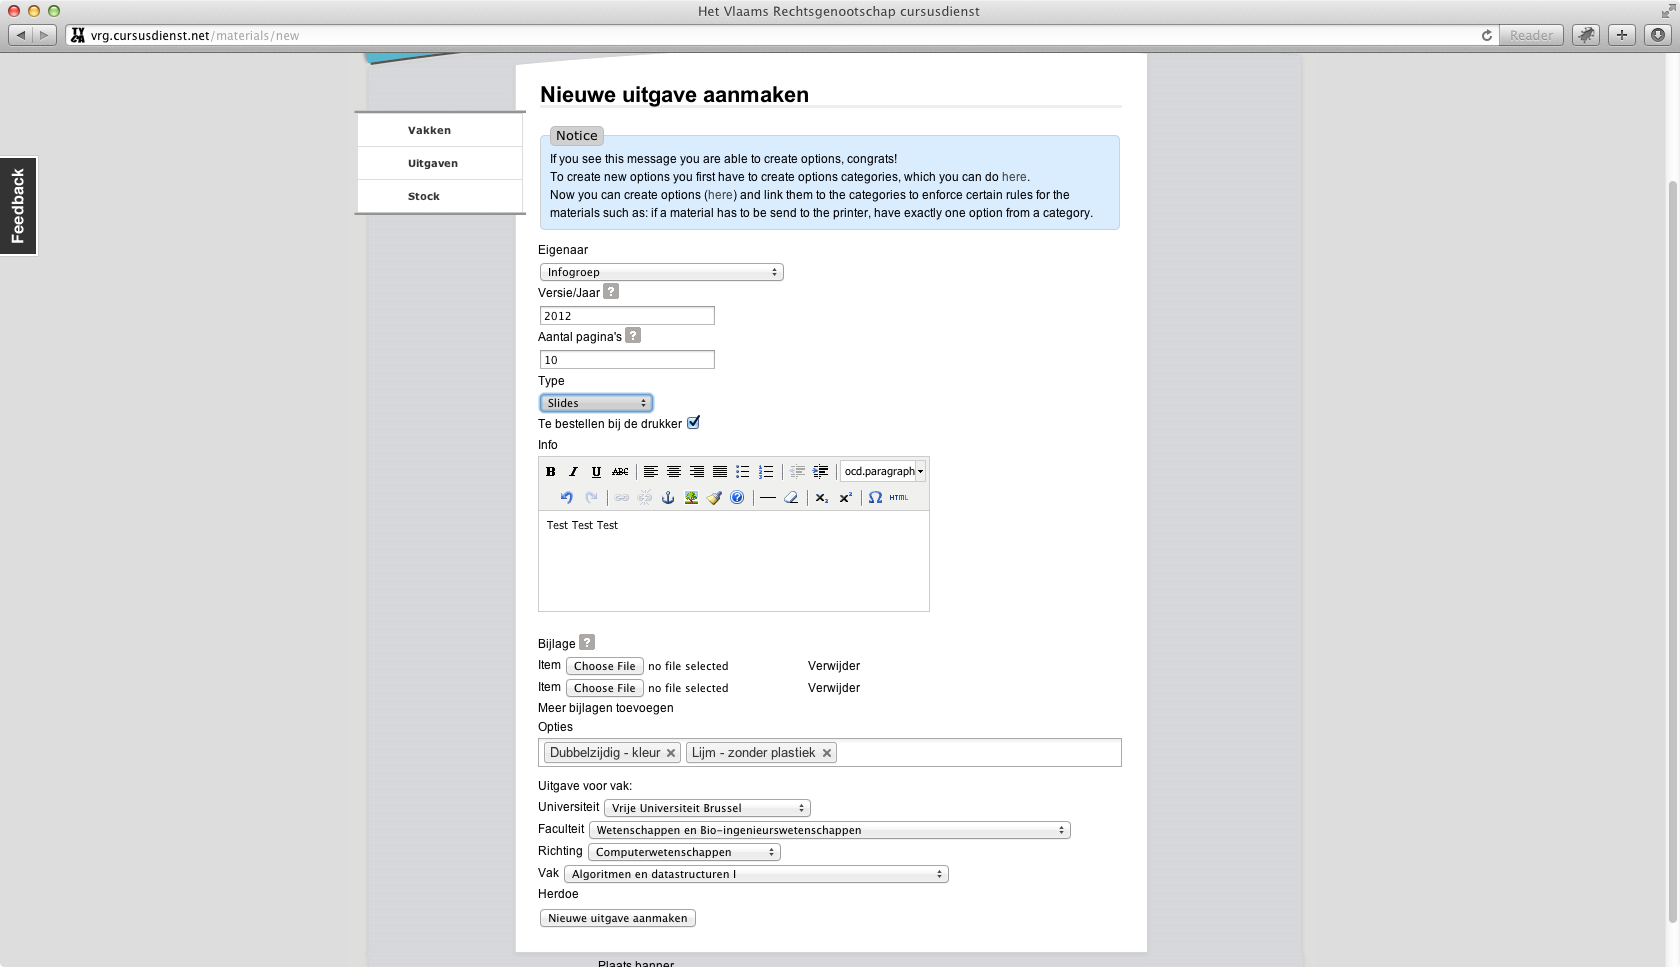 Het Vlaams Rechtsgenootschap cursusdienst
vrg.cursusdienst.net/materials/new
Reader
Nieuwe uitgave aanmaken
Vakken
Uitgaven
Stock
Feedback
Notice
If you see this message you are able to create options, congrats!
To create new options you first have to create options categories, which you can do here.
Now you can create options (here) and link them to the categories to enforce certain rules for the
materials such as: if a material has to be send to the printer, have exactly one option from a category.
Eigenaar
Infogroep
Versie/Jaar ?
2012
Aantal pagina's ?
10
Type
Slides
Te bestellen bij de drukker
Info
B I U ABC ocd.paragraph
HTML
Test Test Test
Bijlage ?
Item Choose File no file selected Verwijder
Item Choose File no file selected Verwijder
Meer bijlagen toevoegen
Opties
Dubbelzijdig - kleur Lijm - zonder plastiek
Uitgave voor vak:
Universiteit Vrije Universiteit Brussel
Faculteit Wetenschappen en Bio-ingenieurswetenschappen
Richting Computerwetenschappen
Vak Algoritmen en datastructuren I
Herdoe
Nieuwe uitgave aanmaken
Plaats banner